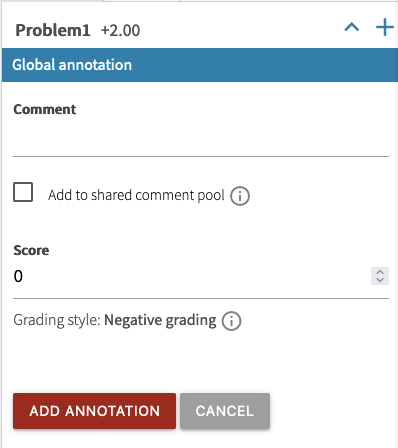 Problem1 +2.00
Global annotation
Comment
Add to shared comment pool
Score
0
Grading style: Negative grading
ADD ANNOTATION CANCEL